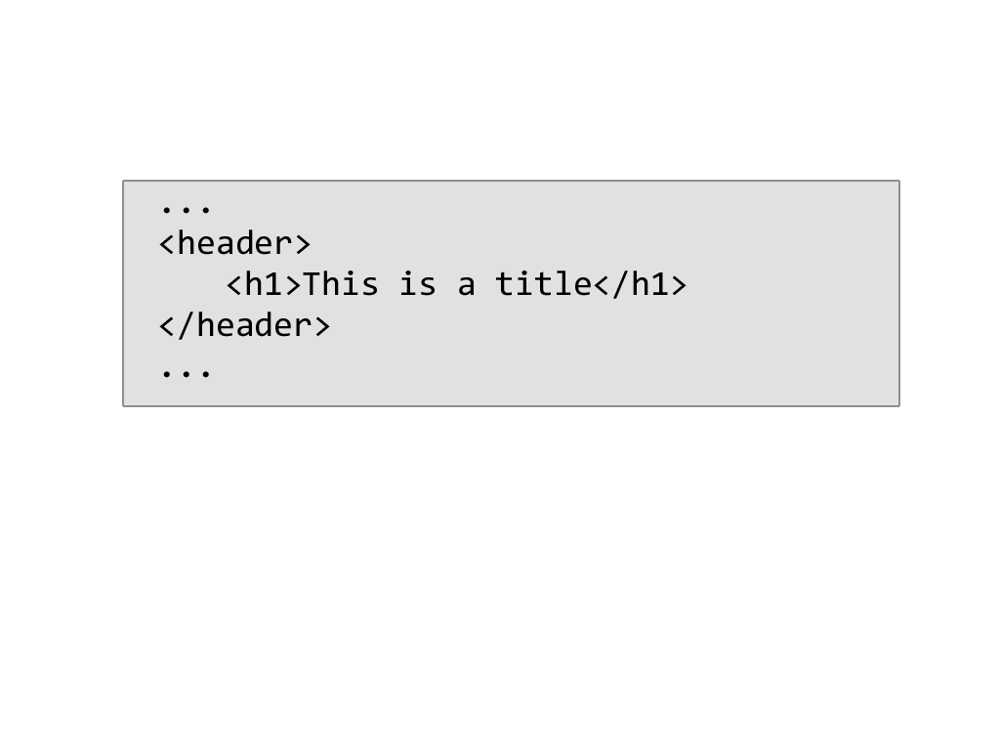 ...
<header>
<h1>This is a title</h1>
</header>
...